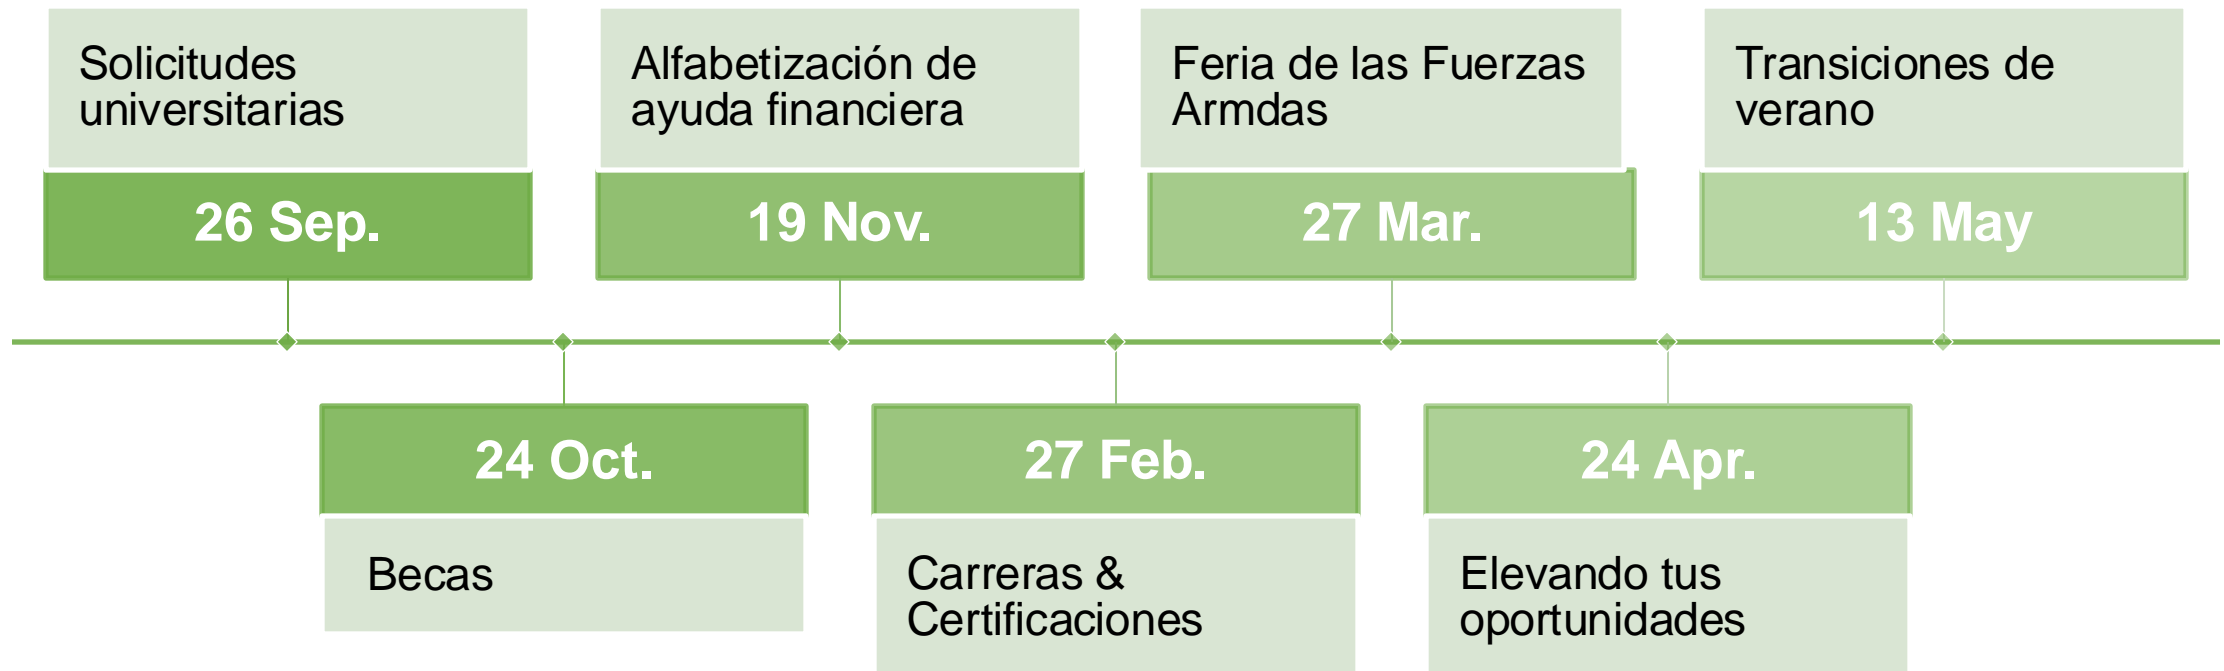 Solicitudes
universitarias
26 Sep.
Alfabetización de
ayuda financiera
19 Nov.
Feria de las Fuerzas
Armdas
27 Mar.
Transiciones de
verano
13 May
24 Oct.
Becas
27 Feb.
Carreras &
Certificaciones
24 Apr.
Elevando tus
oportunidades